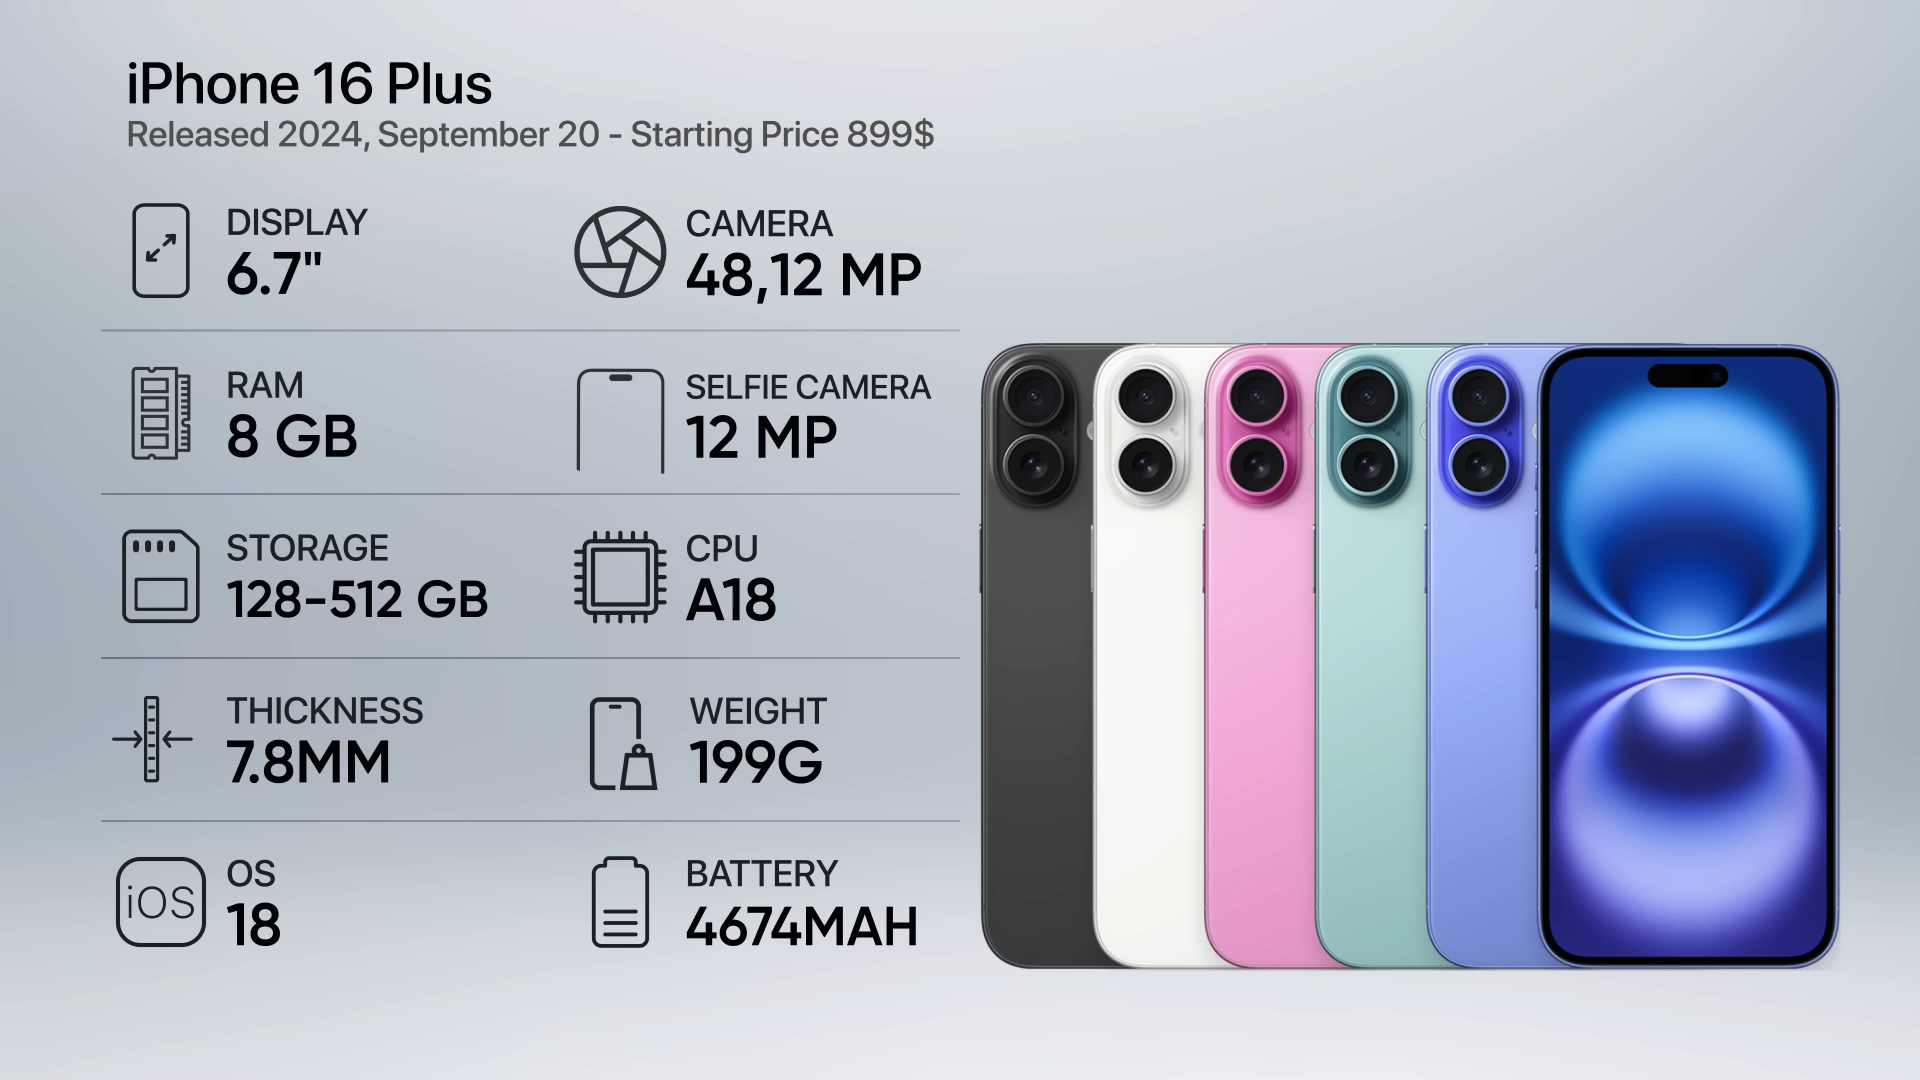 iPhone 16 Plus
Released 2024, September 20 - Starting Price 899$
DISPLAY
6.7"
CAMERA
48,12 MP
RAM
8 GB
SELFIE CAMERA
12 MP
STORAGE
128-512 GB
CPU
A18
THICKNESS
7.8MM
WEIGHT
199G
iOS
OS
18
BATTERY
4674MAH